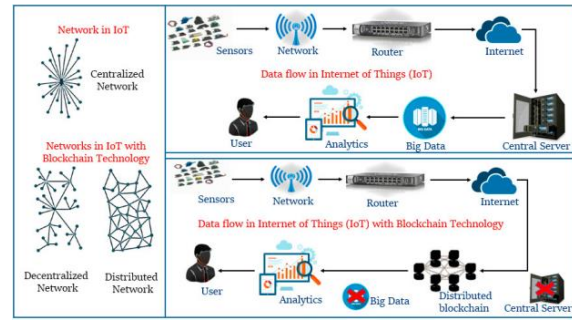 Network in IoT
Centralized
Network
Networks in IoT with
Blockchain Technology
Decentralized
Network
Distributed
Network
Sensors
Network
Router
Internet
Data flow in Internet of Things (IoT)
User
Analytics
Big Data
Central Server
Sensors
Network
Router
Internet
Data flow in Internet of Things (IoT) with Blockchain Technology
User
Analytics
Big Data
Distributed
blockchain
Central Server